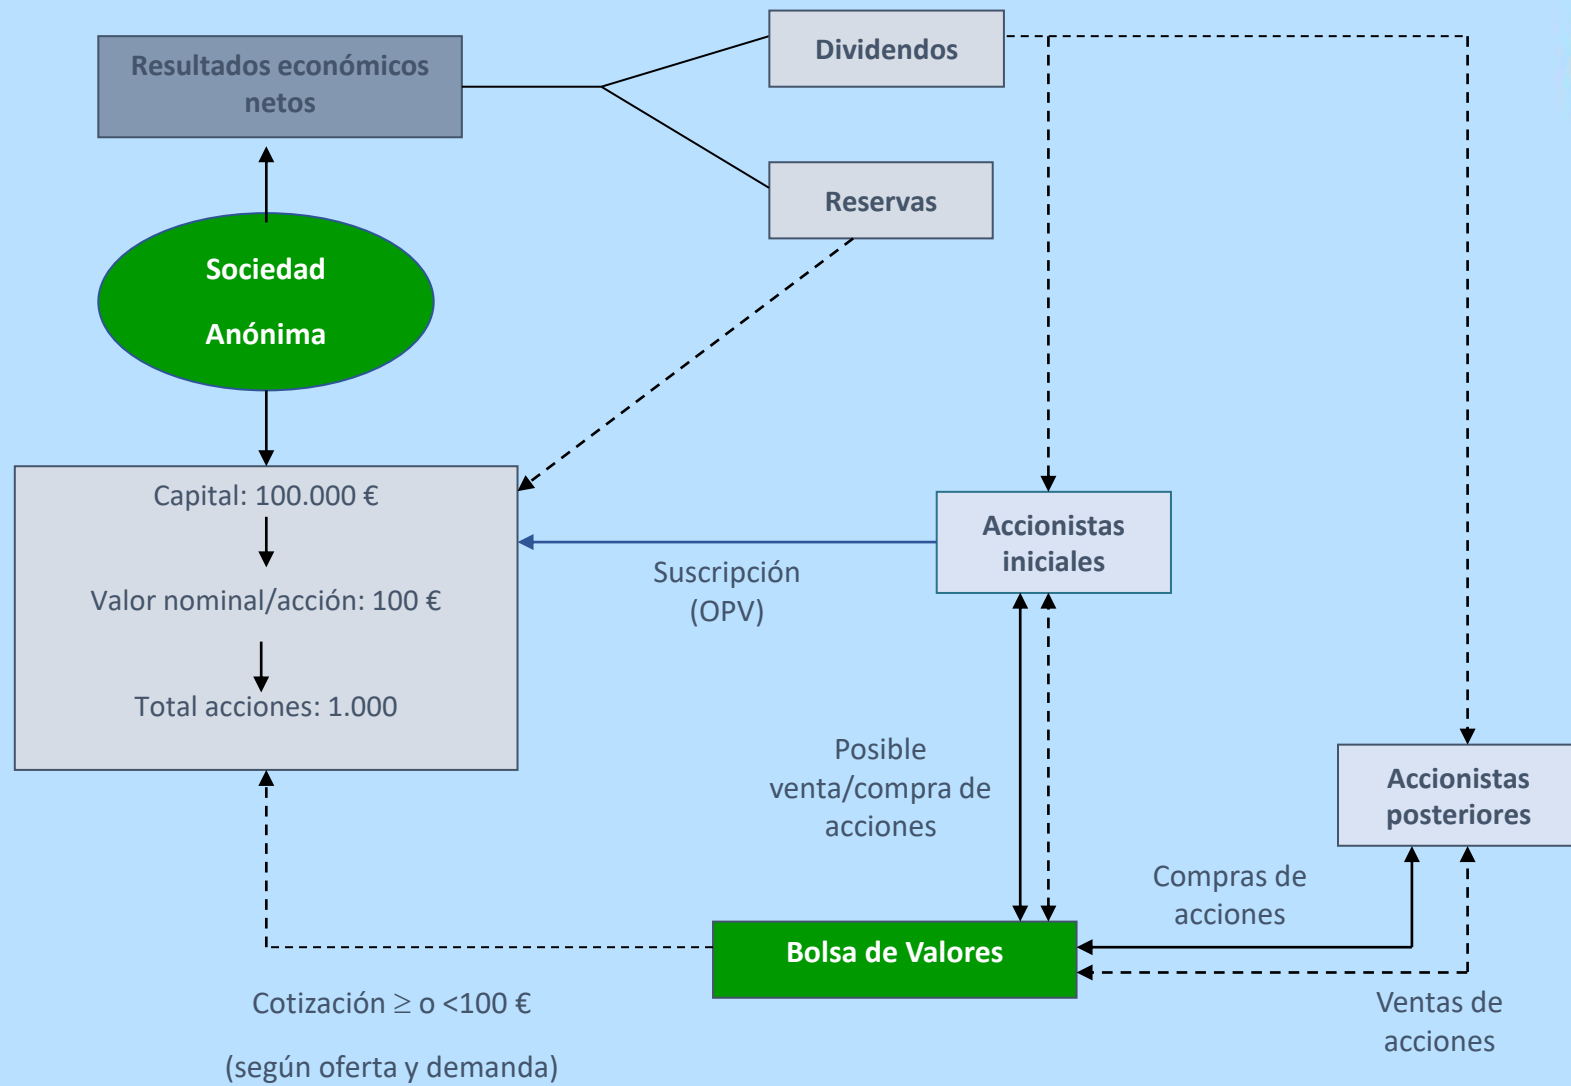 Dividendos
Resultados económicos
netos
Reservas
Sociedad
Anónima
Capital: 100.000 €
Valor nominal/acción: 100 €
Total acciones: 1.000
Accionistas
iniciales
Suscripción
(OPV)
Posible
venta/compra de
acciones
Accionistas
posteriores
Compras de
acciones
Bolsa de Valores
Cotización ≥ o <100 €
(según oferta y demanda)
Ventas de
acciones